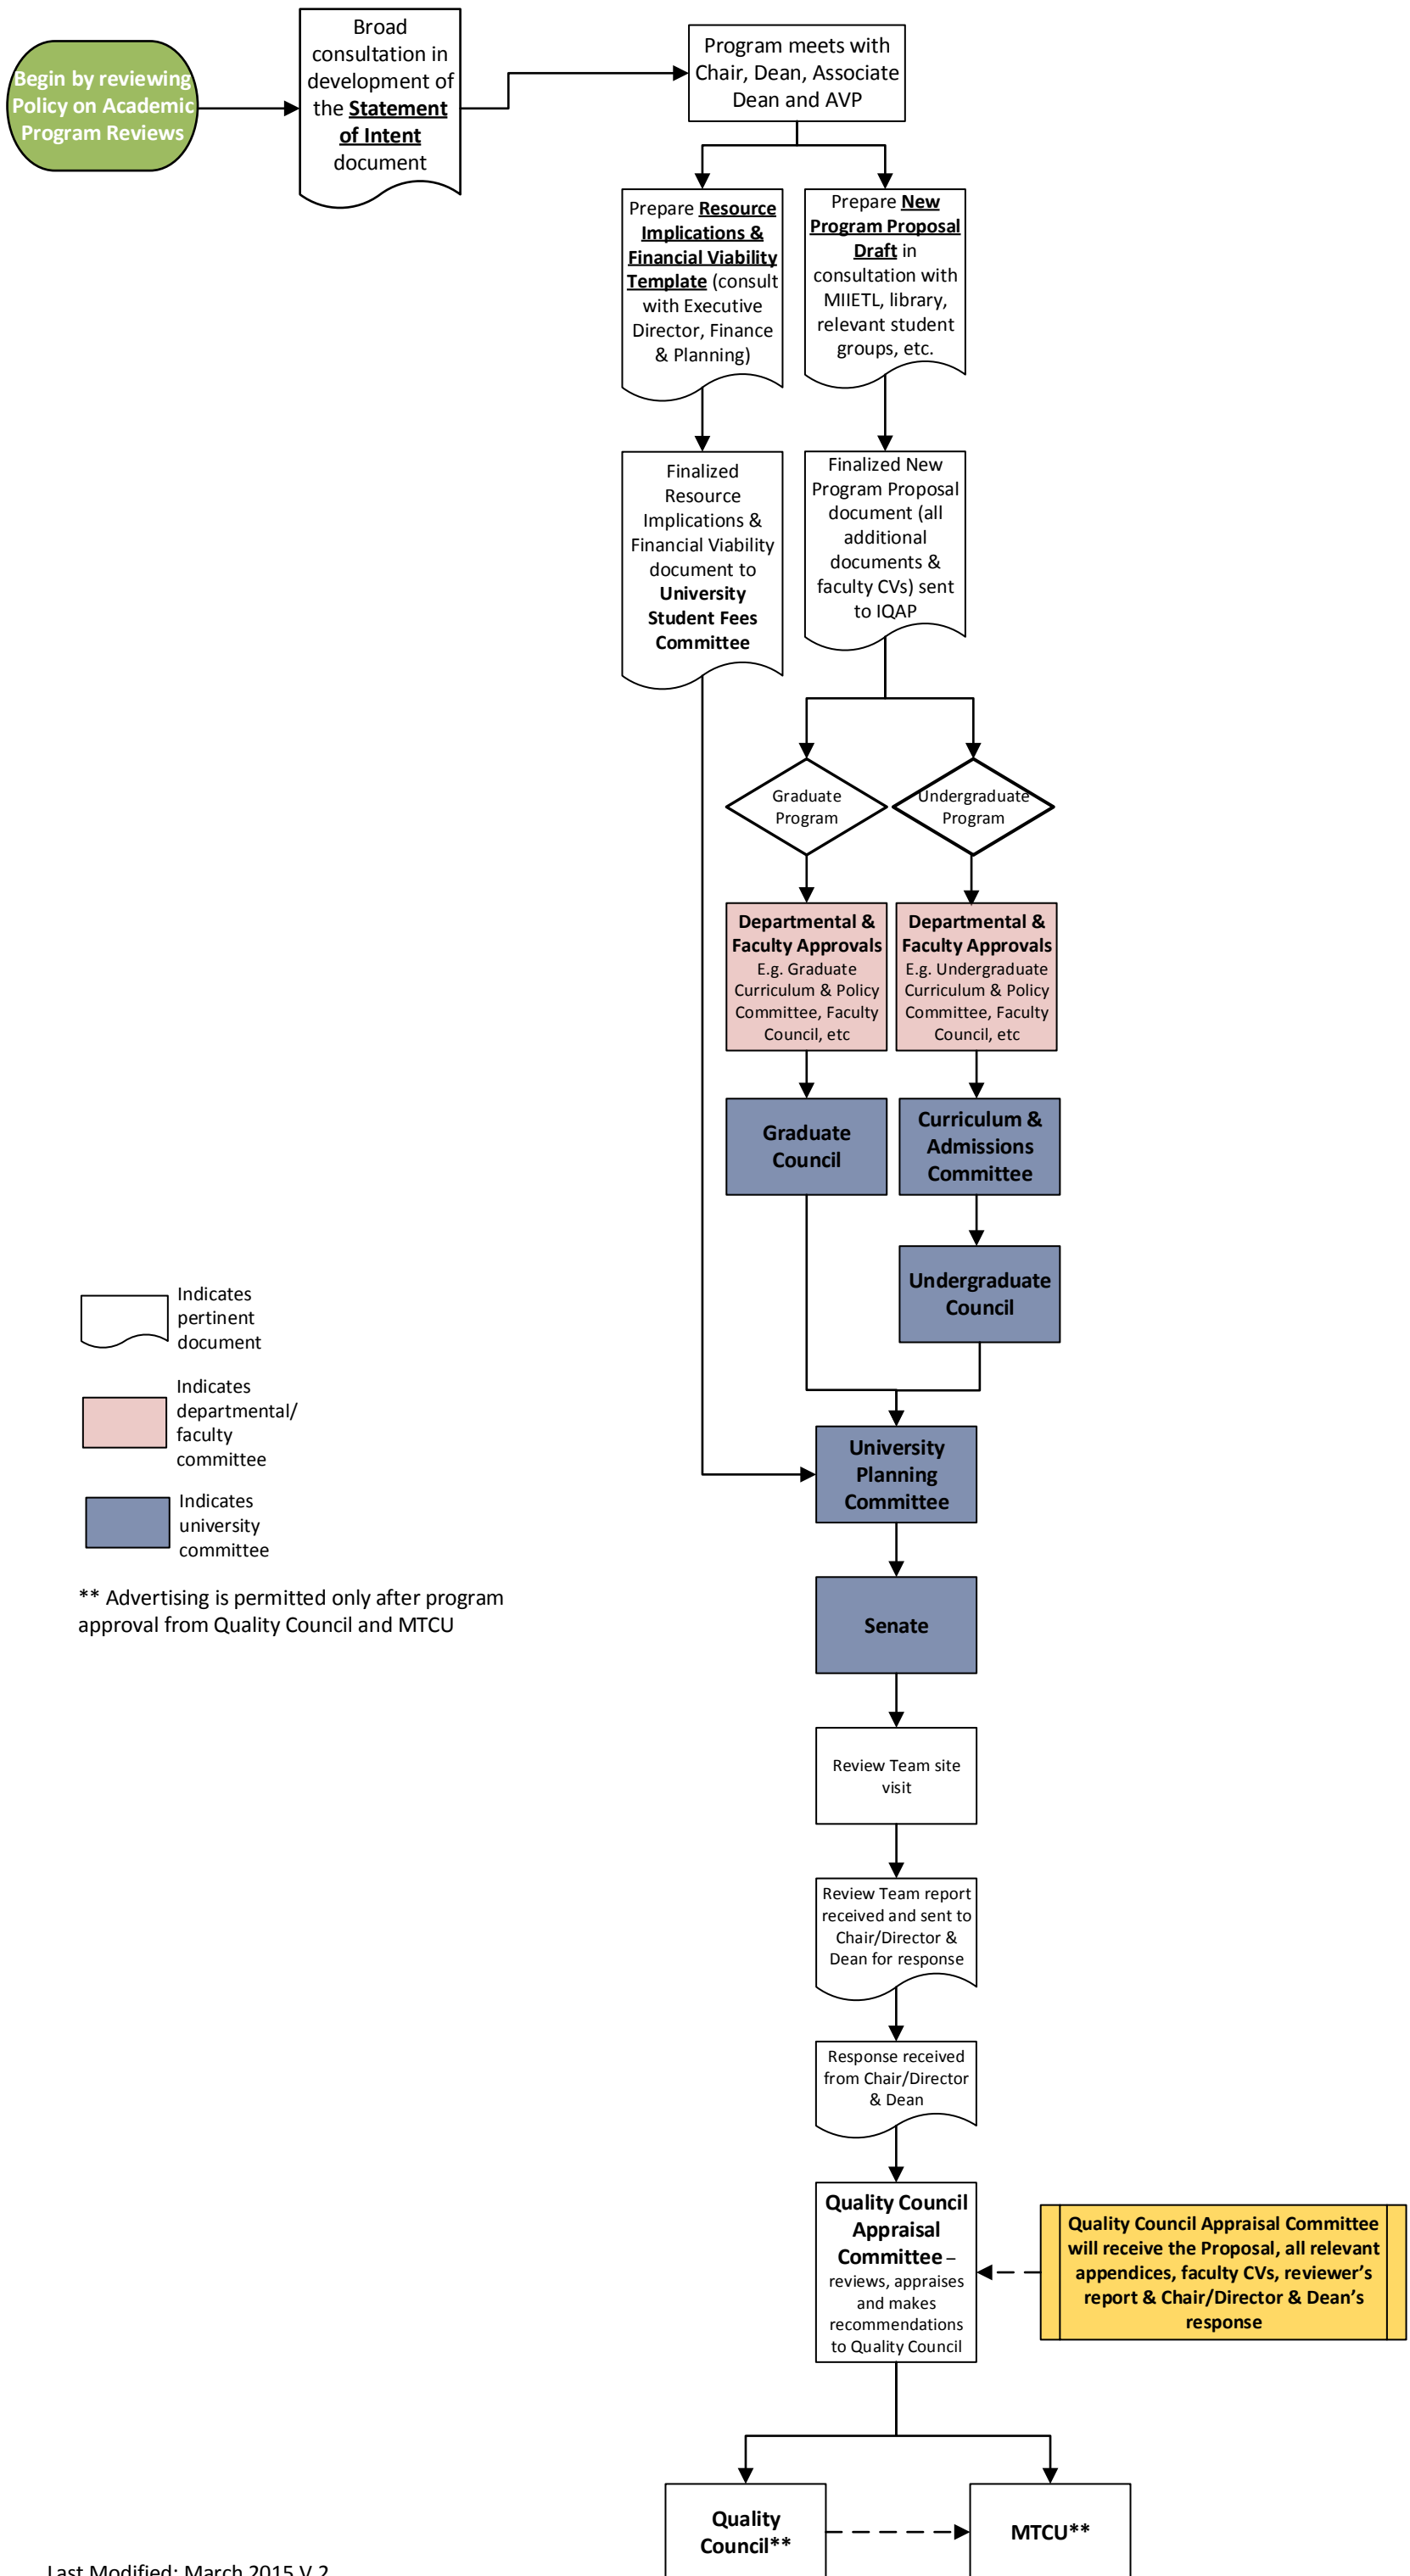 Begin by reviewing
Policy on Academic
Program Reviews
Broad
consultation in
development of
the Statement
of Intent
document
Program meets with
Chair, Dean, Associate
Dean and AVP
Prepare Resource
Implications &
Financial Viability
Template (consult
with Executive
Director, Finance
& Planning)
Prepare New
Program Proposal
Draft in
consultation with
MIIETL, library,
relevant student
groups, etc.
Finalized
Resource
Implications &
Financial Viability
document to
University
Student Fees
Committee
Finalized New
Program Proposal
document (all
additional
documents &
faculty CVs) sent
to IQAP
Graduate
Program
Undergraduate
Program
Departmental &
Faculty Approvals
E.g. Graduate
Curriculum & Policy
Committee, Faculty
Council, etc
Departmental &
Faculty Approvals
E.g. Undergraduate
Curriculum & Policy
Committee, Faculty
Council, etc
Graduate
Council
Curriculum &
Admissions
Committee
Undergraduate
Council
Indicates
pertinent
document
Indicates
departmental/
faculty
committee
Indicates
university
committee
** Advertising is permitted only after program
approval from Quality Council and MTCU
University
Planning
Committee
Senate
Review Team site
visit
Review Team report
received and sent to
Chair/Director &
Dean for response
Response received
from Chair/Director
& Dean
Quality Council
Appraisal
Committee –
reviews, appraises
and makes
recommendations
to Quality Council
Quality Council Appraisal Committee
will receive the Proposal, all relevant
appendices, faculty CVs, reviewer's
report & Chair/Director & Dean's
response
Quality
Council**
MTCU**
Last Modified: March 2015 V.2